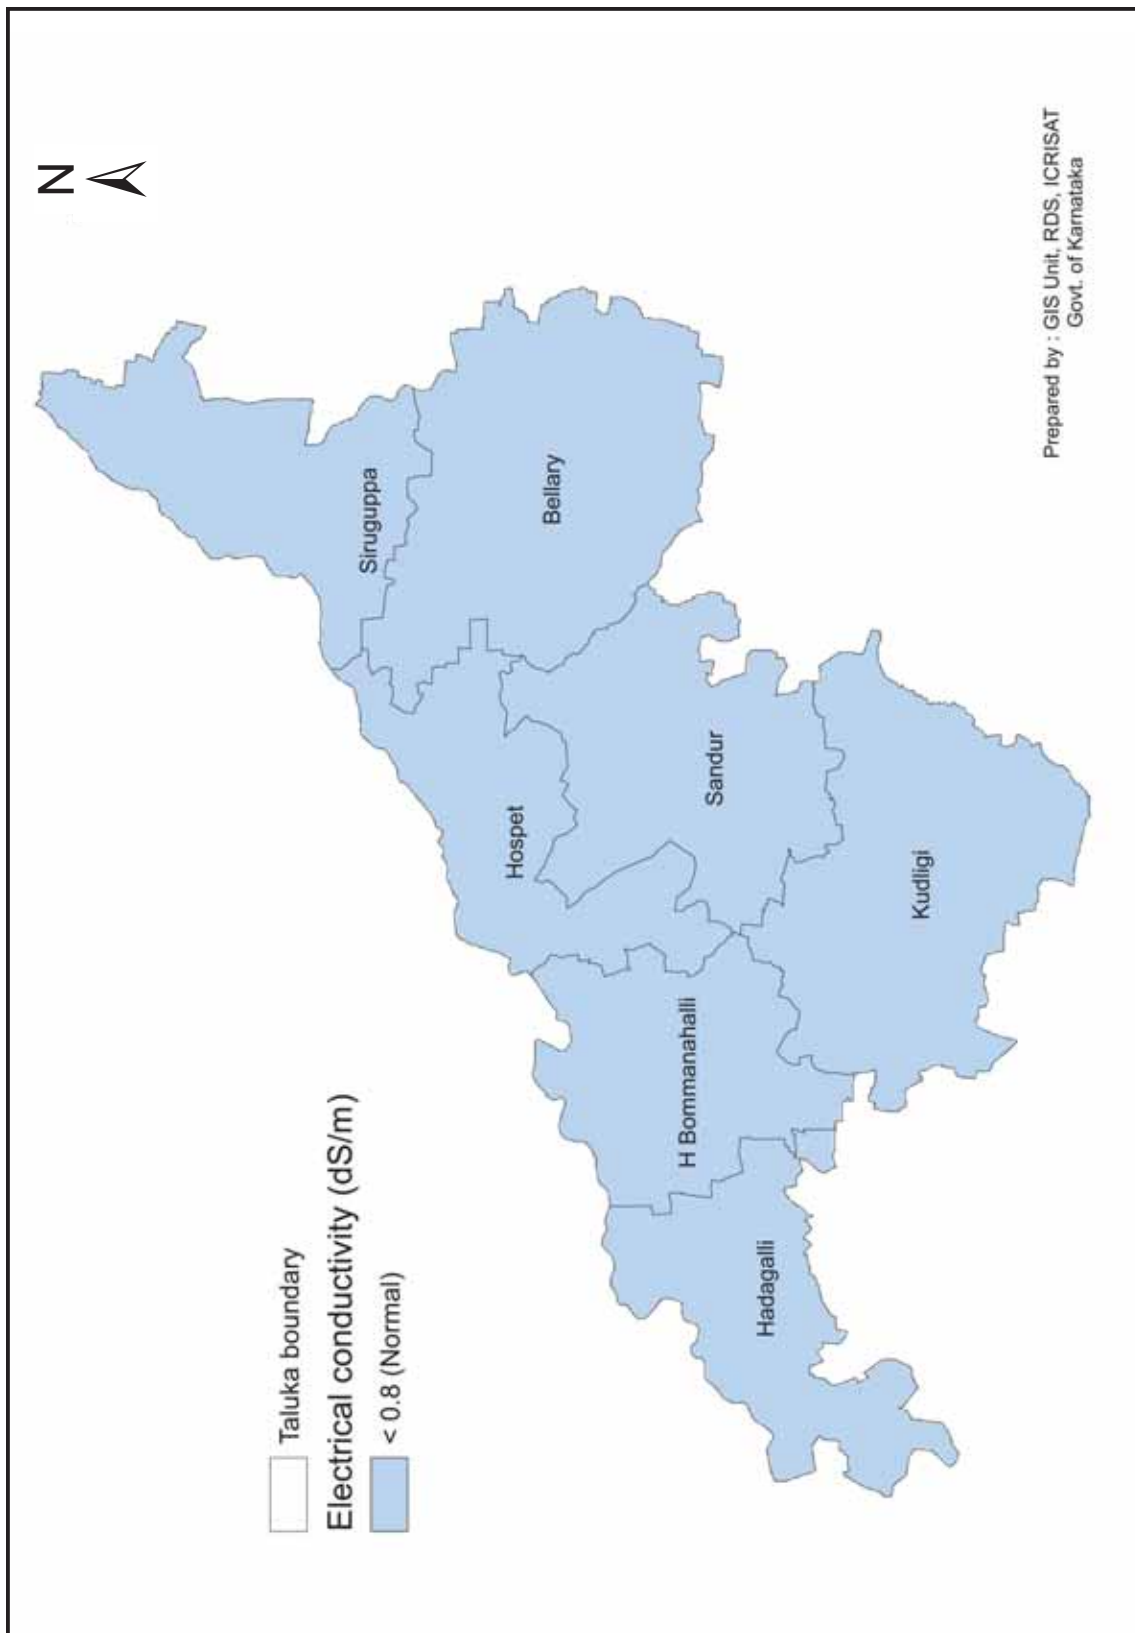 N
Taluka boundary
Electrical conductivity (dS/m)
< 0.8 (Normal)
Siruguppa
Bellary
Hospet
Sandur
H Bommanahalli
Kudligi
Hadagalli
Prepared by : GIS Unit, RDS, ICRISAT
Govt. of Karnataka